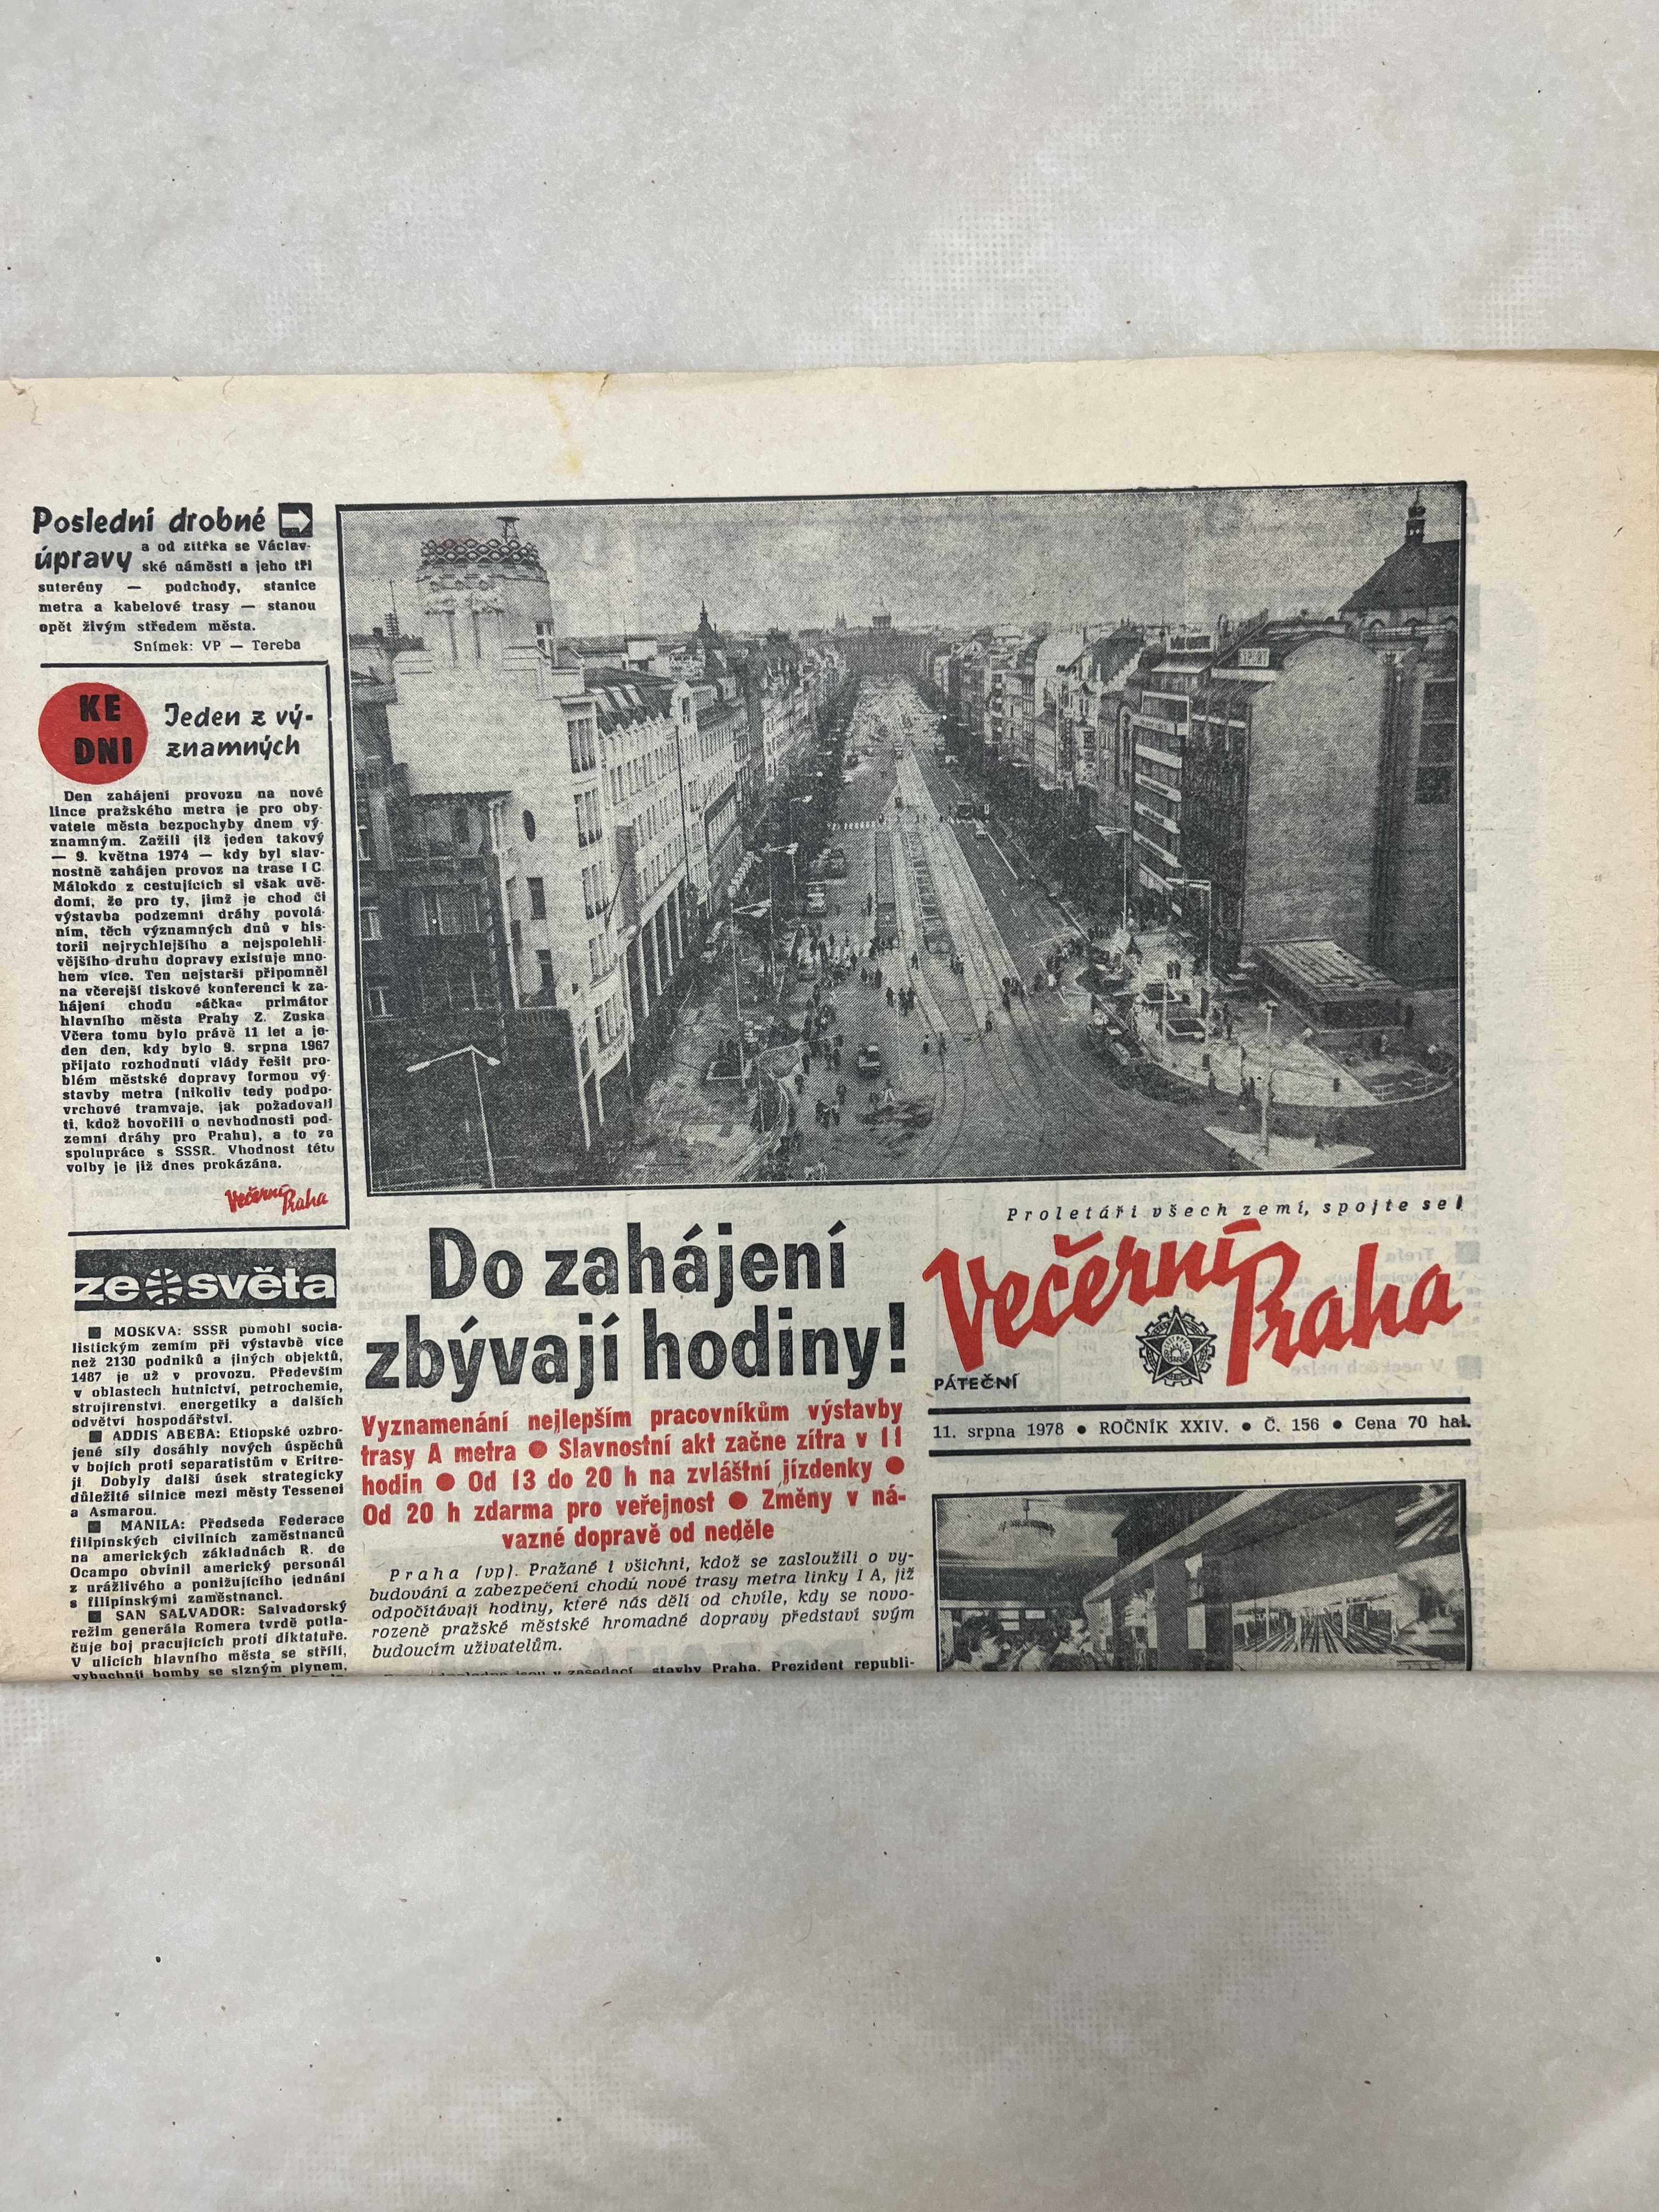 Poslední drobné
úpravy a od zítřka se Václav-
ské náměstí a jeho tři
suterény — podchody, stanice
metra a kabelové trasy — stanou
opět živým středem města.
Snímek: VP — Tereba
KE
DNI
Jeden z vý-
znamných
Den zahájení provozu na nové
lince pražského metra je pro oby-
vatele města bezpochyby dnem vý-
znamným. Zažili již jeden takový
— 9. května 1974 — kdy byl slav-
nostně zahájen provoz na trase I C.
Málokdo z cestujících si však uvě-
domí, že pro ty, jimž je chod či
výstavba podzemní dráhy povolá-
ním, těch významných dnů v his-
torii nejrychlejšího a nejspolehli-
vějšího druhu dopravy existuje mno-
hem více. Ten nejstarší připomněl
na včerejší tiskové konferenci k za-
hájení chodu »áčka« primátor
hlavního města Prahy Z. Zuska.
Včera tomu bylo právě 11 let a je-
den den, kdy bylo 9. srpna 1967
přijato rozhodnutí vlády řešit pro-
blém městské dopravy formou vý-
stavby metra (nikoliv tedy podpo-
vrchové tramvaje, jak požadovali
ti, kdož hovořili o nevhodnosti pod-
zemní dráhy pro Prahu), a to za
spolupráce s SSSR. Vhodnost této
volby je již dnes prokázána.
Večerní Praha
ze světa
■ MOSKVA: SSSR pomohl socia-
listickým zemím při výstavbě více
než 2130 podniků a jiných objektů,
1487 je už v provozu. Především
v oblastech hutnictví, petrochemie,
strojírenství, energetiky a dalších
odvětví hospodářství.
■ ADDIS ABEBA: Etiopské ozbro-
jené síly dosáhly nových úspěchů
v bojích proti separatistům v Eritre-
ji. Dobyly další úsek strategicky
důležité silnice mezi městy Tessenei
a Asmarou.
■ MANILA: Předseda Federace
filipínských civilních zaměstnanců
na amerických základnách R. de
Ocampo obvinil americký personál
z urážlivého a ponižujícího jednání
s filipínskými zaměstnanci.
■ SAN SALVADOR: Salvadorský
režim generála Romera tvrdě potla-
čuje boj pracujících proti diktatuře.
V ulicích hlavního města se střílí,
vybuchují bomby se slzným plynem,
Do zahájení
zbývají hodiny!
Vyznamenání nejlepším pracovníkům výstavby
trasy A metra ● Slavnostní akt začne zítra v 11
hodin ● Od 13 do 20 h na zvláštní jízdenky ●
Od 20 h zdarma pro veřejnost ● Změny v ná-
vazné dopravě od neděle
Praha (vp). Pražané i všichni, kdož se zasloužili o vy-
budování a zabezpečení chodů nové trasy metra linky I A, již
odpočítávají hodiny, které nás dělí od chvíle, kdy se novo-
rozeně pražské městské hromadné dopravy představí svým
budoucím uživatelům.
stavby Praha. Prezident republi-
Proletáři všech zemí, spojte se!
Večerní Praha
PÁTEČNÍ
11. srpna 1978 ● ROČNÍK XXIV. ● Č. 156 ● Cena 70 hal.